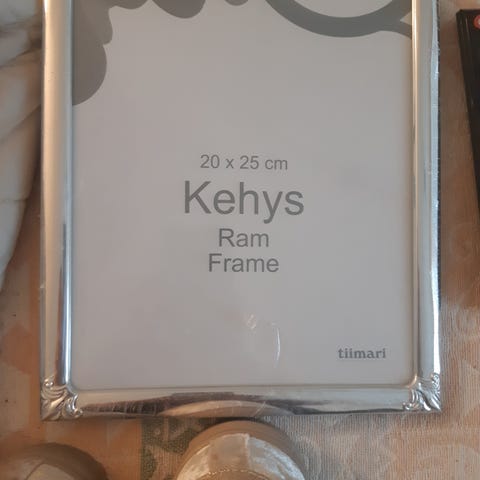 20 x 25 cm
Kehys
Ram
Frame
tiimari